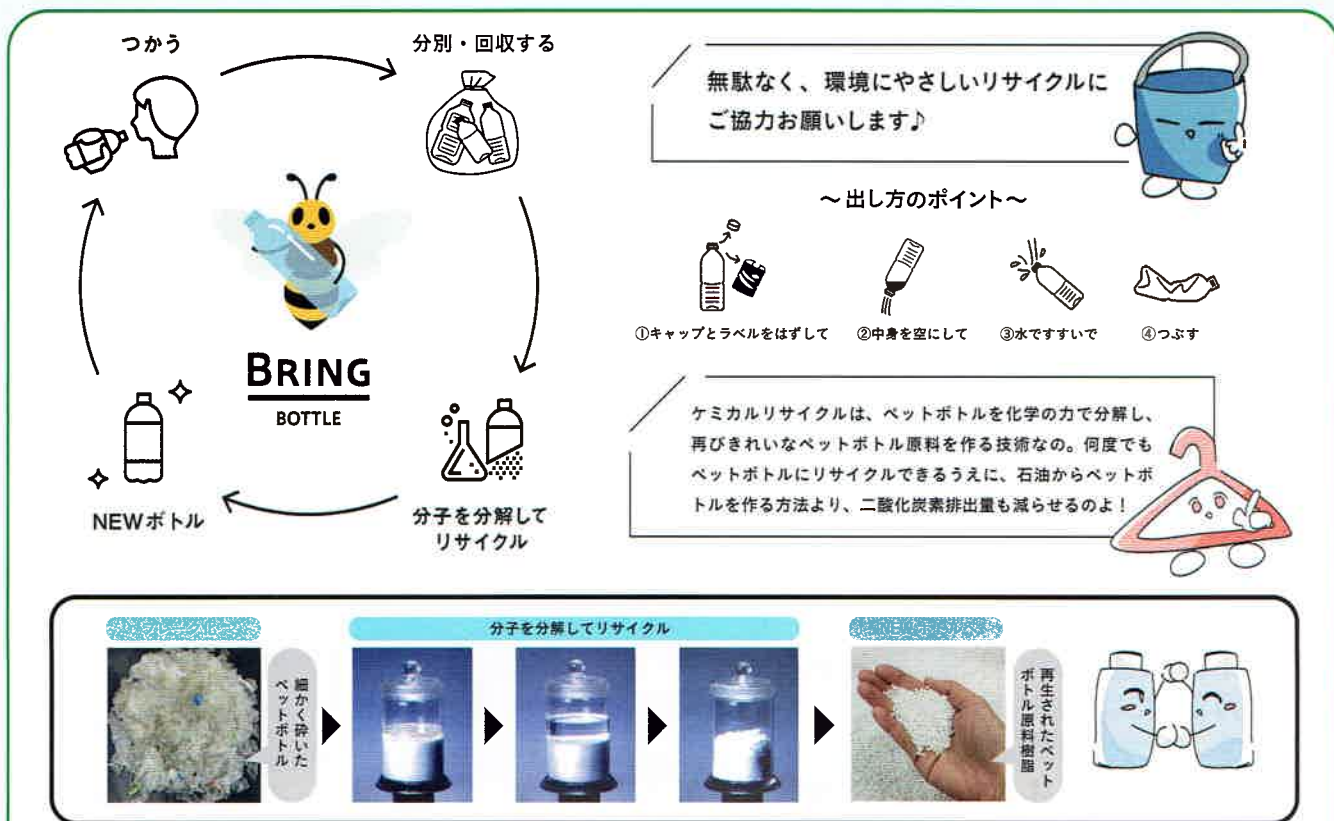 つかう
分別・回収する
BRING
BOTTLE
NEWボトル
分子を分解して
リサイクル
無駄なく、環境にやさしいリサイクルに
ご協力お願いします♪
～出し方のポイント～
①キャップとラベルをはずして
②中身を空にして
③水ですすいで
④つぶす
ケミカルリサイクルは、ペットボトルを化学の力で分解し、
再びきれいなペットボトル原料を作る技術なの。何度でも
ペットボトルにリサイクルできるうえに、石油からペットボ
トルを作る方法より、二酸化炭素排出量も減らせるのよ！
細かく砕いた
ペットボトル
分子を分解してリサイクル
再生されたペット
ボトル原料樹脂